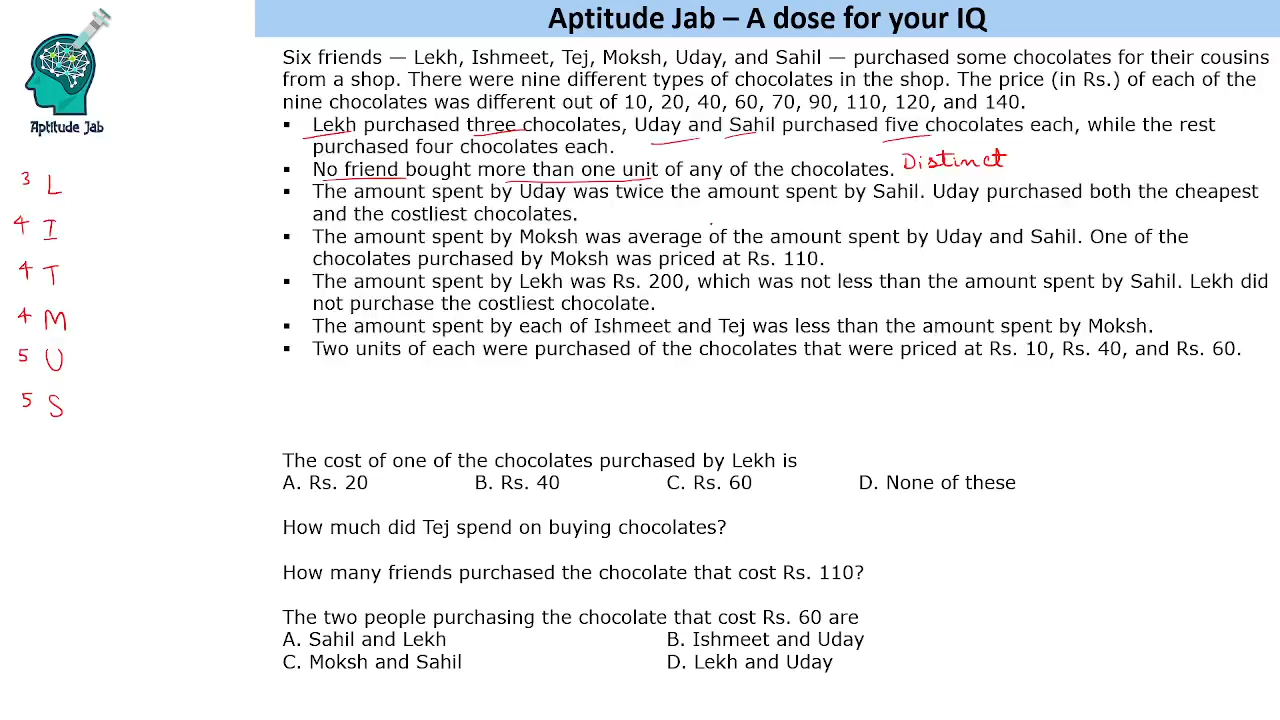 Aptitude Jab – A dose for your IQ
Aptitude Jab
Six friends — Lekh, Ishmeet, Tej, Moksh, Uday, and Sahil — purchased some chocolates for their cousins
from a shop. There were nine different types of chocolates in the shop. The price (in Rs.) of each of the
nine chocolates was different out of 10, 20, 40, 60, 70, 90, 110, 120, and 140.
▪ Lekh purchased three chocolates, Uday and Sahil purchased five chocolates each, while the rest
purchased four chocolates each.
▪ No friend bought more than one unit of any of the chocolates. Distinct
▪ The amount spent by Uday was twice the amount spent by Sahil. Uday purchased both the cheapest
and the costliest chocolates.
▪ The amount spent by Moksh was average of the amount spent by Uday and Sahil. One of the
chocolates purchased by Moksh was priced at Rs. 110.
▪ The amount spent by Lekh was Rs. 200, which was not less than the amount spent by Sahil. Lekh did
not purchase the costliest chocolate.
▪ The amount spent by each of Ishmeet and Tej was less than the amount spent by Moksh.
▪ Two units of each were purchased of the chocolates that were priced at Rs. 10, Rs. 40, and Rs. 60.
3 L
4 I
4 T
4 M
5 U
5 S
The cost of one of the chocolates purchased by Lekh is
A. Rs. 20 B. Rs. 40 C. Rs. 60 D. None of these
How much did Tej spend on buying chocolates?
How many friends purchased the chocolate that cost Rs. 110?
The two people purchasing the chocolate that cost Rs. 60 are
A. Sahil and Lekh B. Ishmeet and Uday
C. Moksh and Sahil D. Lekh and Uday